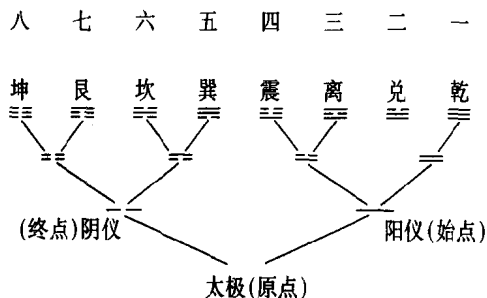 八 七 六 五 四 三 二 一
坤 艮 坎 巽 震 离 兑 乾
(终点)阴仪 阳仪(始点)
太极(原点)